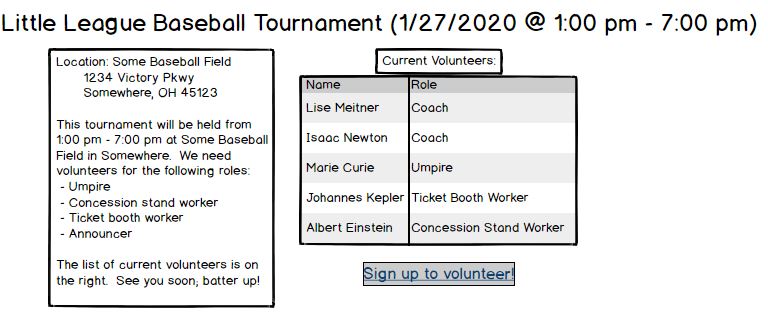 Little League Baseball Tournament (1/27/2020 @ 1:00 pm - 7:00 pm)
Location: Some Baseball Field
1234 Victory Pkwy
Somewhere, OH 45123
This tournament will be held from
1:00 pm - 7:00 pm at Some Baseball
Field in Somewhere. We need
volunteers for the following roles:
- Umpire
- Concession stand worker
- Ticket booth worker
- Announcer
The list of current volunteers is on
the right. See you soon; batter up!
Current Volunteers:
Name Role
Lise Meitner Coach
Isaac Newton Coach
Marie Curie Umpire
Johannes Kepler Ticket Booth Worker
Albert Einstein Concession Stand Worker
Sign up to volunteer!